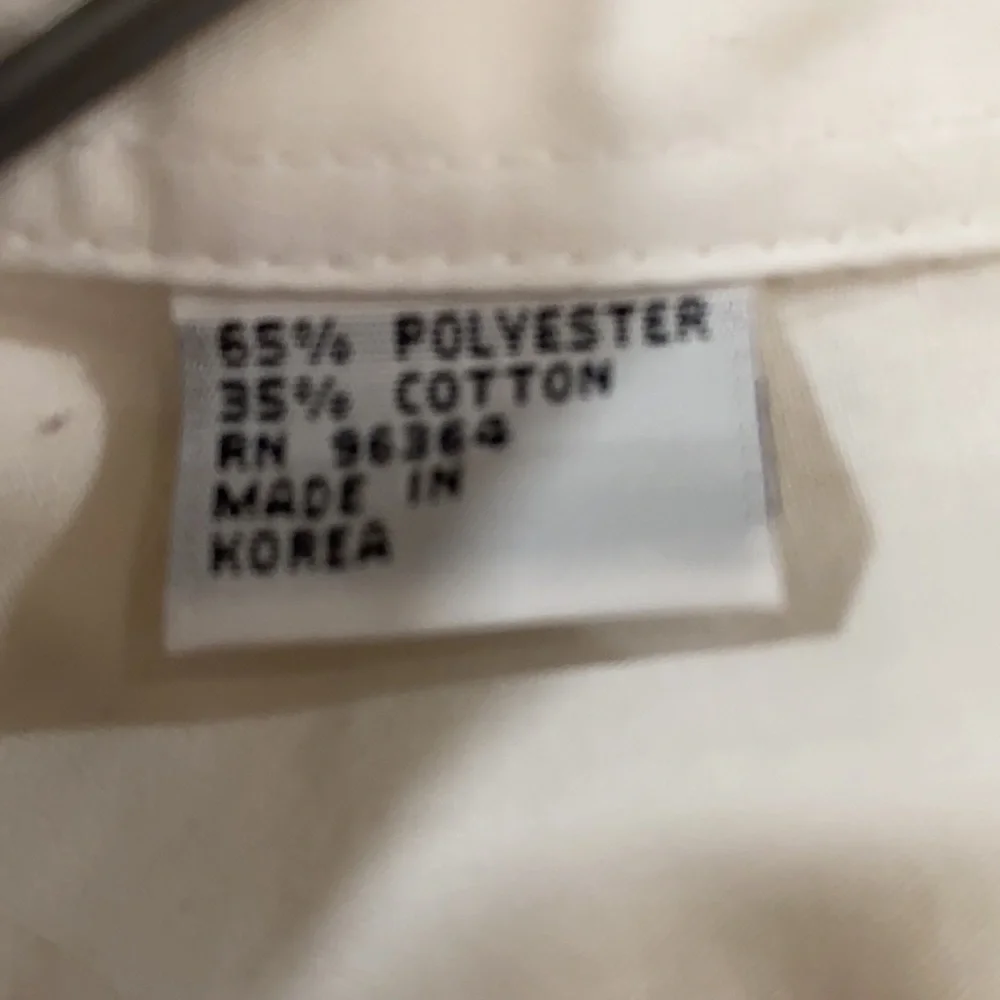 65% POLYESTER
35% COTTON
RN 96364
MADE IN
KOREA